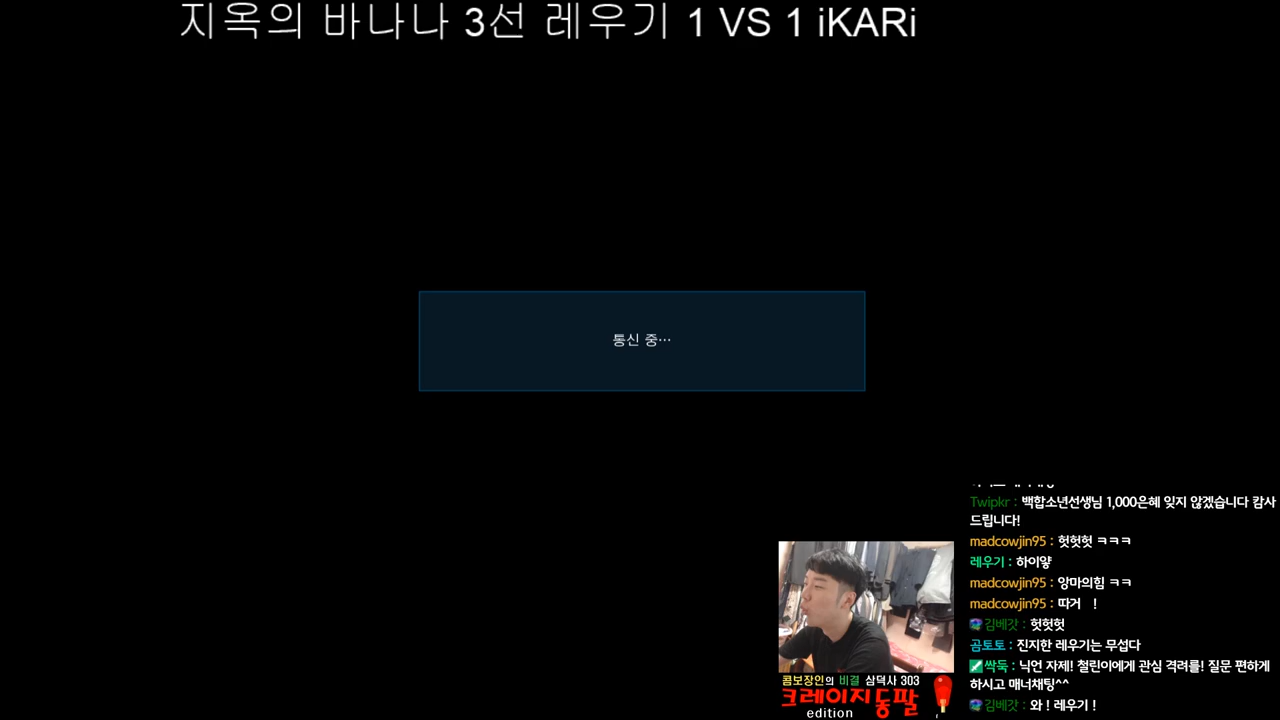 지옥의 바나나 3선 레우기 1 VS 1 iKARi
통신 중…
Twipkr : 백합소년선생님 1,000은혜 잊지 않겠습니다 캄사
드립니다!
madcowjin95 : 헛헛헛 ㅋㅋㅋ
레우기 : 하이얗
madcowjin95 : 앙마의힘 ㅋㅋ
madcowjin95 : 따거 !
김베갓 : 헛헛헛
곰토토 : 진지한 레우기는 무섭다
싹둑 : 닉언 자제! 철린이에게 관심 격려를! 질문 편하게
하시고 매너채팅^^
김베갓 : 와 ! 레우기 !
콤보장인의 비결 삼덕사 303
크레이지동팔
edition